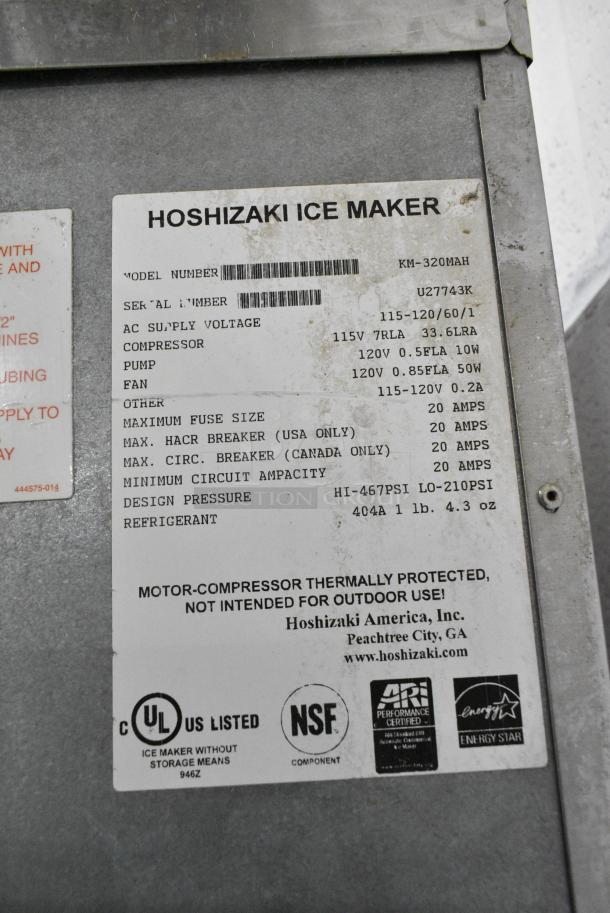 HOSHIZAKI ICE MAKER
MODEL NUMBER KM-320MAH
SERIAL NUMBER U27743K
AC SUPPLY VOLTAGE 115-120/60/1
COMPRESSOR 115V 7RLA 33.6LRA
PUMP 120V 0.5FLA 10W
FAN 120V 0.85FLA 50W
OTHER 115-120V 0.2A
MAXIMUM FUSE SIZE 20 AMPS
MAX. HACR BREAKER (USA ONLY) 20 AMPS
MAX. CIRC. BREAKER (CANADA ONLY) 20 AMPS
MINIMUM CIRCUIT AMPACITY 20 AMPS
DESIGN PRESSURE HI-467PSI LO-210PSI
REFRIGERANT 404A 1 lb. 4.3 oz
MOTOR-COMPRESSOR THERMALLY PROTECTED,
NOT INTENDED FOR OUTDOOR USE!
Hoshizaki America, Inc.
Peachtree City, GA
www.hoshizaki.com
C UL US LISTED
ICE MAKER WITHOUT
STORAGE MEANS
946Z
NSF
COMPONENT
ARI
PERFORMANCE
CERTIFIED
Automatic Commercial
Ice Maker
energy
ENERGY STAR
WITH
E AND
/2"
INES
UBING
PPLY TO
AY
444575-014